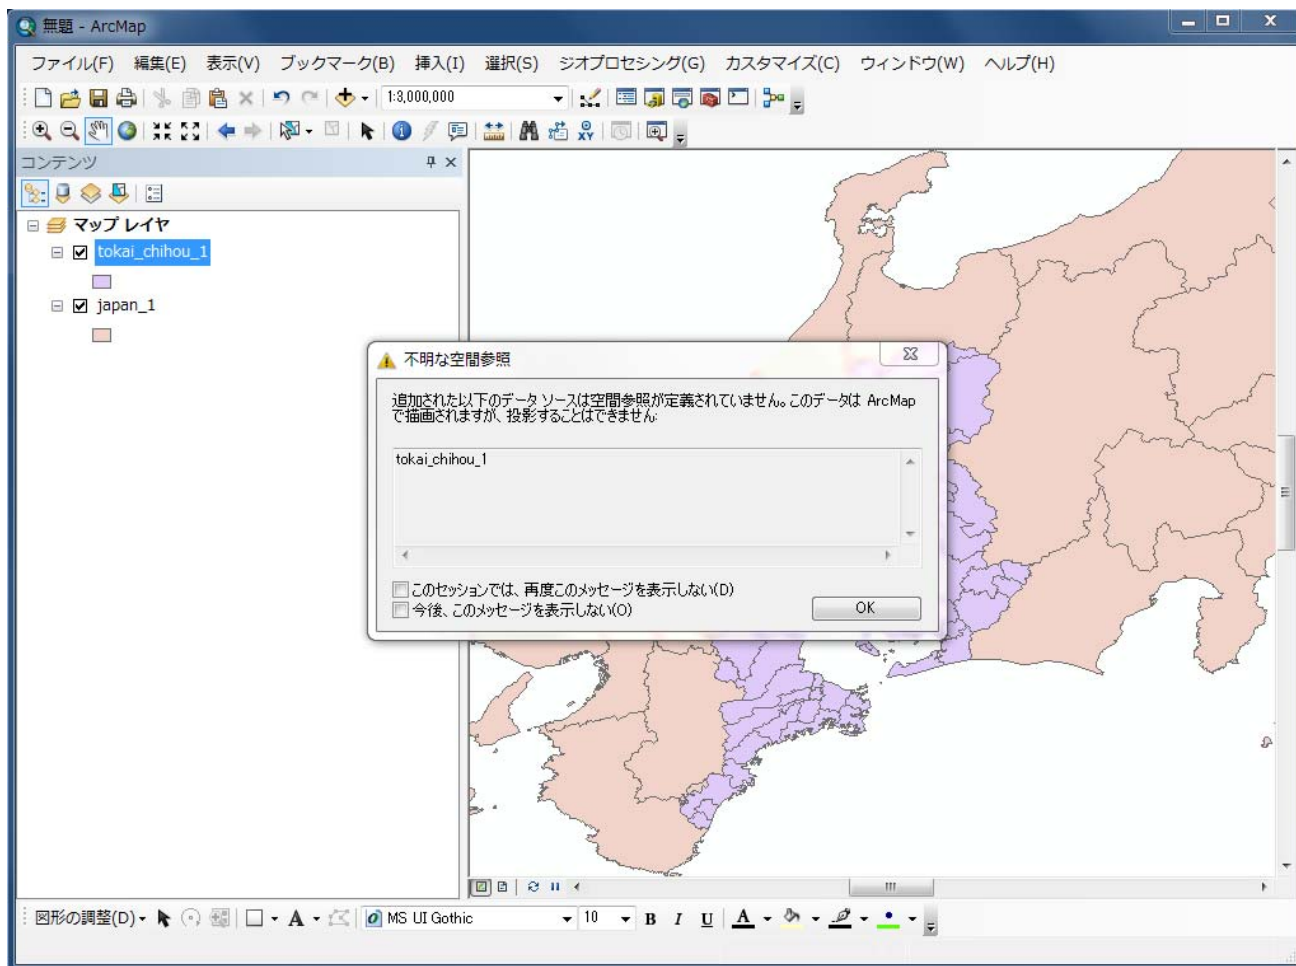 無題 - ArcMap
ファイル(F) 編集(E) 表示(V) ブックマーク(B) 挿入(I) 選択(S) ジオプロセシング(G) カスタマイズ(C) ウィンドウ(W) ヘルプ(H)
1:3,000,000
コンテンツ
マップ レイヤ
tokai_chihou_1
japan_1
不明な空間参照
追加された以下のデータ ソースは空間参照が定義されていません。このデータは ArcMap
で描画されますが、投影することはできません:
tokai_chihou_1
このセッションでは、再度このメッセージを表示しない(D)
今後、このメッセージを表示しない(O)
OK
図形の調整(D) A MS UI Gothic 10 B I U A